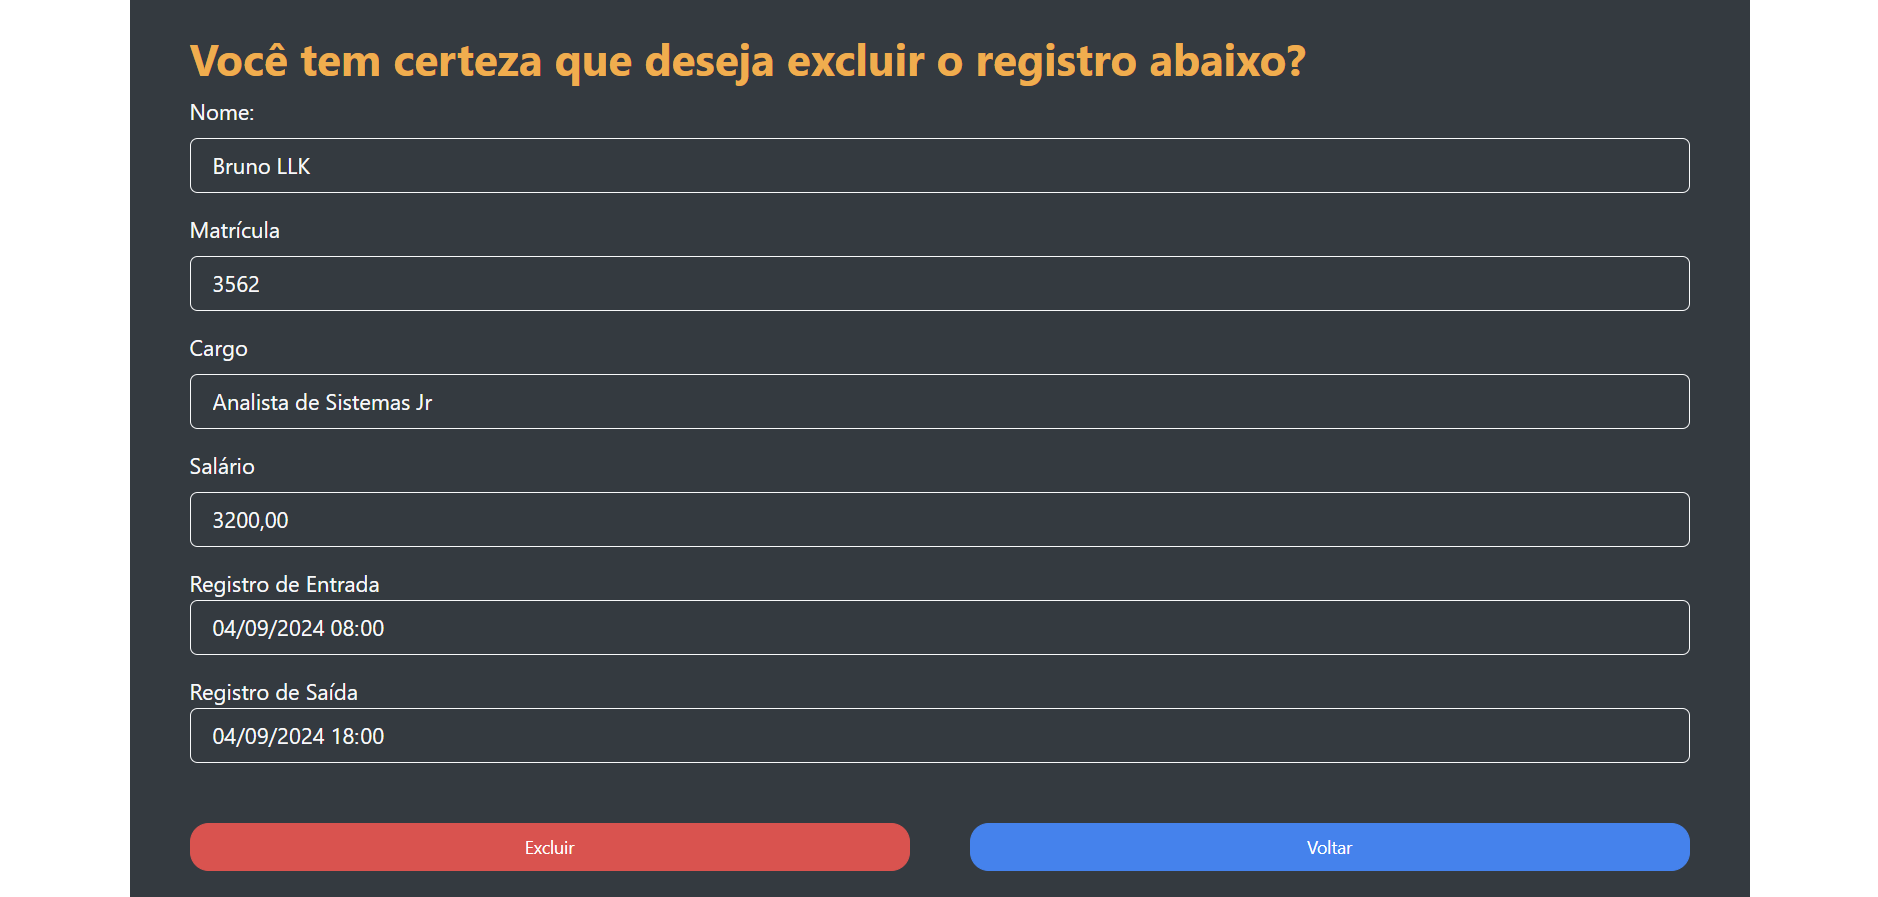 Você tem certeza que deseja excluir o registro abaixo?
Nome:
Bruno LLK
Matrícula
3562
Cargo
Analista de Sistemas Jr
Salário
3200,00
Registro de Entrada
04/09/2024 08:00
Registro de Saída
04/09/2024 18:00
Excluir
Voltar